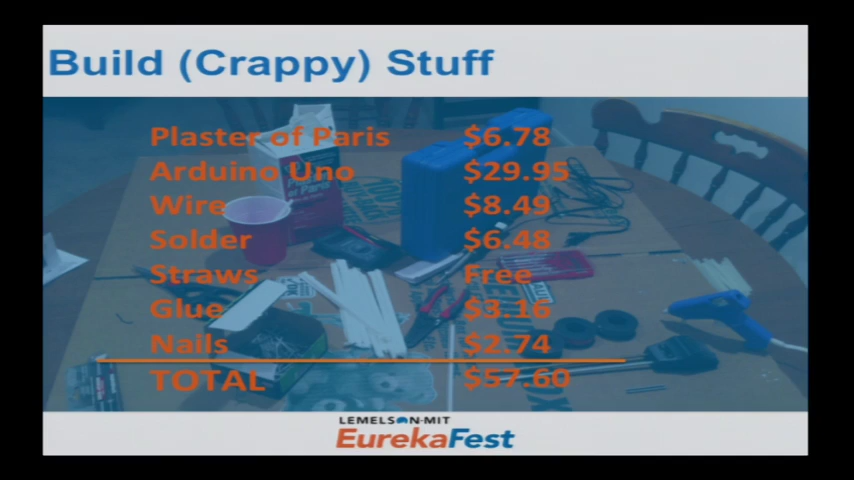 Build (Crappy) Stuff
Plaster of Paris $6.78
Arduino Uno $29.95
Wire $8.49
Solder $6.48
Straws Free
Glue $3.16
Nails $2.74
TOTAL $57.60
LEMELSON-MIT
EurekaFest